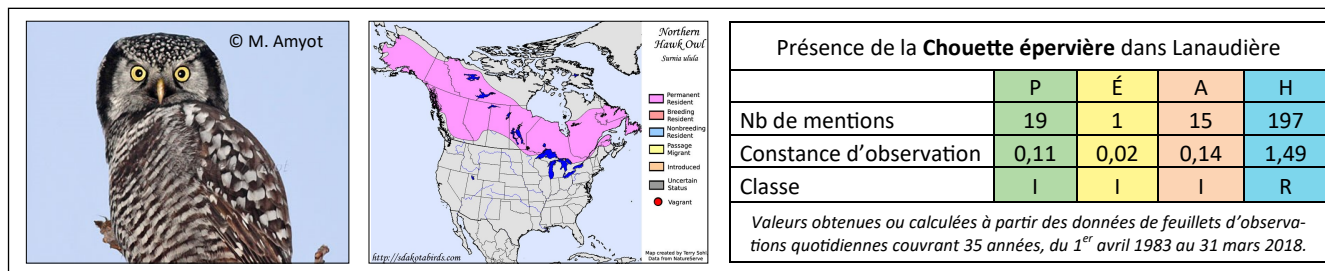 © M. Amyot
Northern
Hawk Owl
Surnia ulula
Permanent
Resident
Breeding
Resident
Nonbreeding
Resident
Passage
Migrant
Introduced
Uncertain
Status
Vagrant
Map created by Terry Sohl
Data from NatureServe
http://sdakotabirds.com
Présence de la Chouette épervière dans Lanaudière
P É A H
Nb de mentions 19 1 15 197
Constance d'observation 0,11 0,02 0,14 1,49
Classe I I I R
Valeurs obtenues ou calculées à partir des données de feuillets d'observa-
tions quotidiennes couvrant 35 années, du 1er avril 1983 au 31 mars 2018.